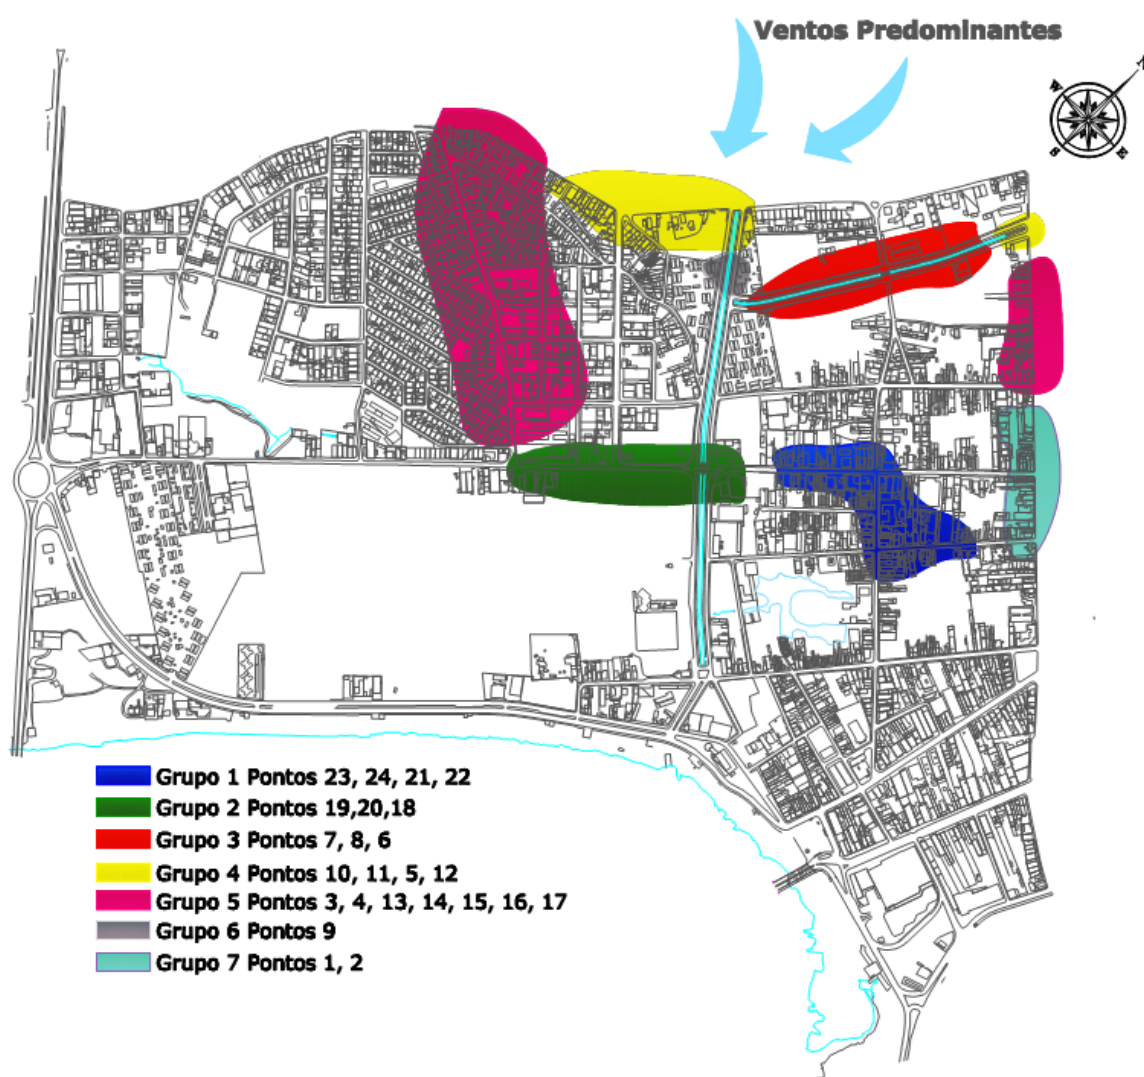 Ventos Predominantes
W
S
E
Grupo 1 Pontos 23, 24, 21, 22
Grupo 2 Pontos 19,20,18
Grupo 3 Pontos 7, 8, 6
Grupo 4 Pontos 10, 11, 5, 12
Grupo 5 Pontos 3, 4, 13, 14, 15, 16, 17
Grupo 6 Pontos 9
Grupo 7 Pontos 1, 2